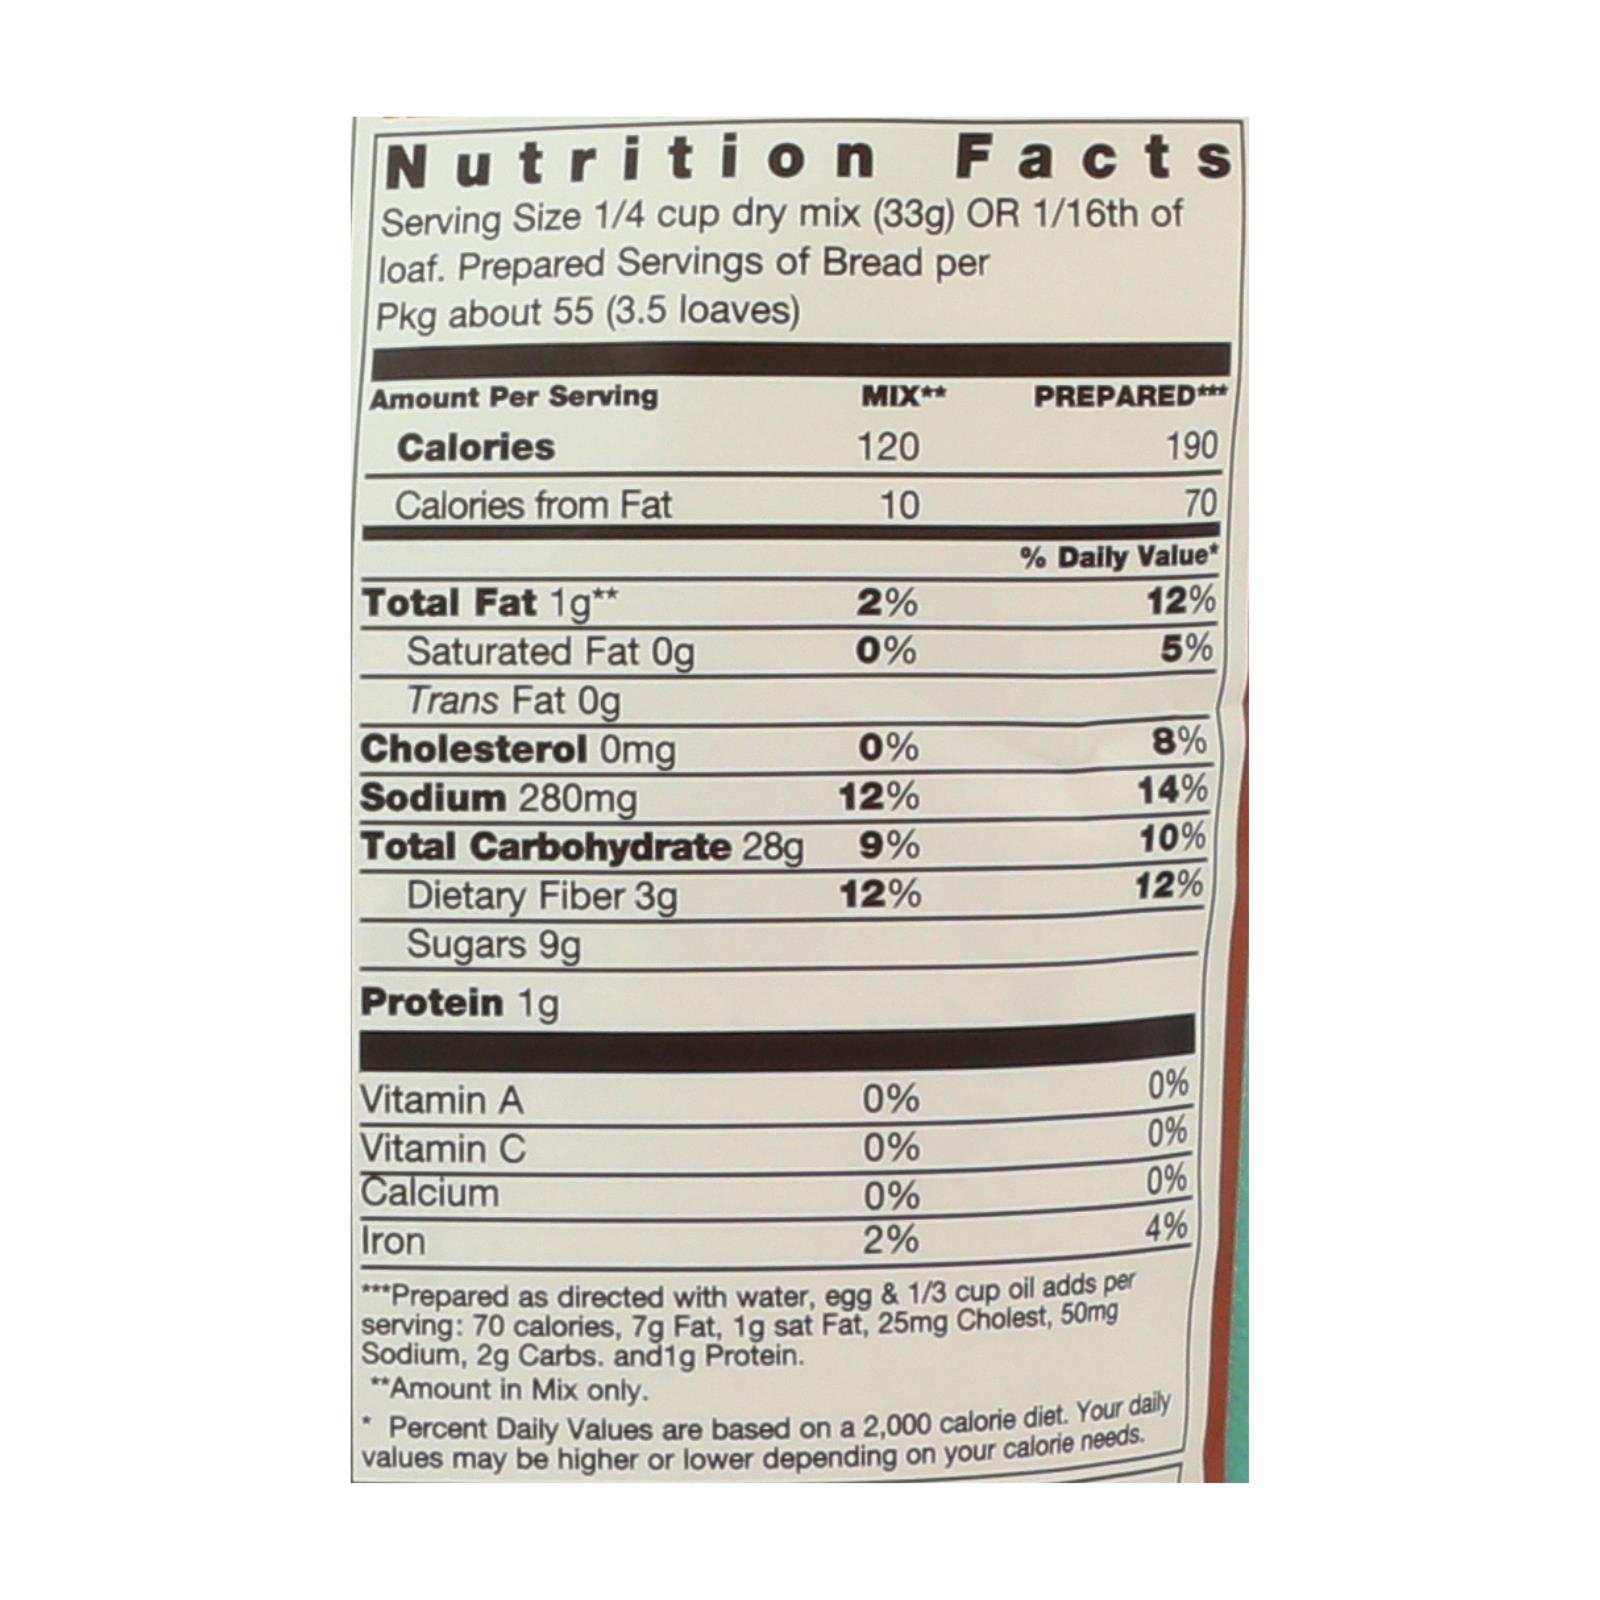 Nutrition Facts
Serving Size 1/4 cup dry mix (33g) OR 1/16th of
loaf. Prepared Servings of Bread per
Pkg about 55 (3.5 loaves)
Amount Per Serving MIX** PREPARED***
Calories 120 190
Calories from Fat 10 70
% Daily Value*
Total Fat 1g** 2% 12%
Saturated Fat 0g 0% 5%
Trans Fat 0g
Cholesterol 0mg 0% 8%
Sodium 280mg 12% 14%
Total Carbohydrate 28g 9% 10%
Dietary Fiber 3g 12% 12%
Sugars 9g
Protein 1g
Vitamin A 0% 0%
Vitamin C 0% 0%
Calcium 0% 0%
Iron 2% 4%
***Prepared as directed with water, egg & 1/3 cup oil adds per
serving: 70 calories, 7g Fat, 1g sat Fat, 25mg Cholest, 50mg
Sodium, 2g Carbs. and1g Protein.
**Amount in Mix only.
* Percent Daily Values are based on a 2,000 calorie diet. Your daily
values may be higher or lower depending on your calorie needs.